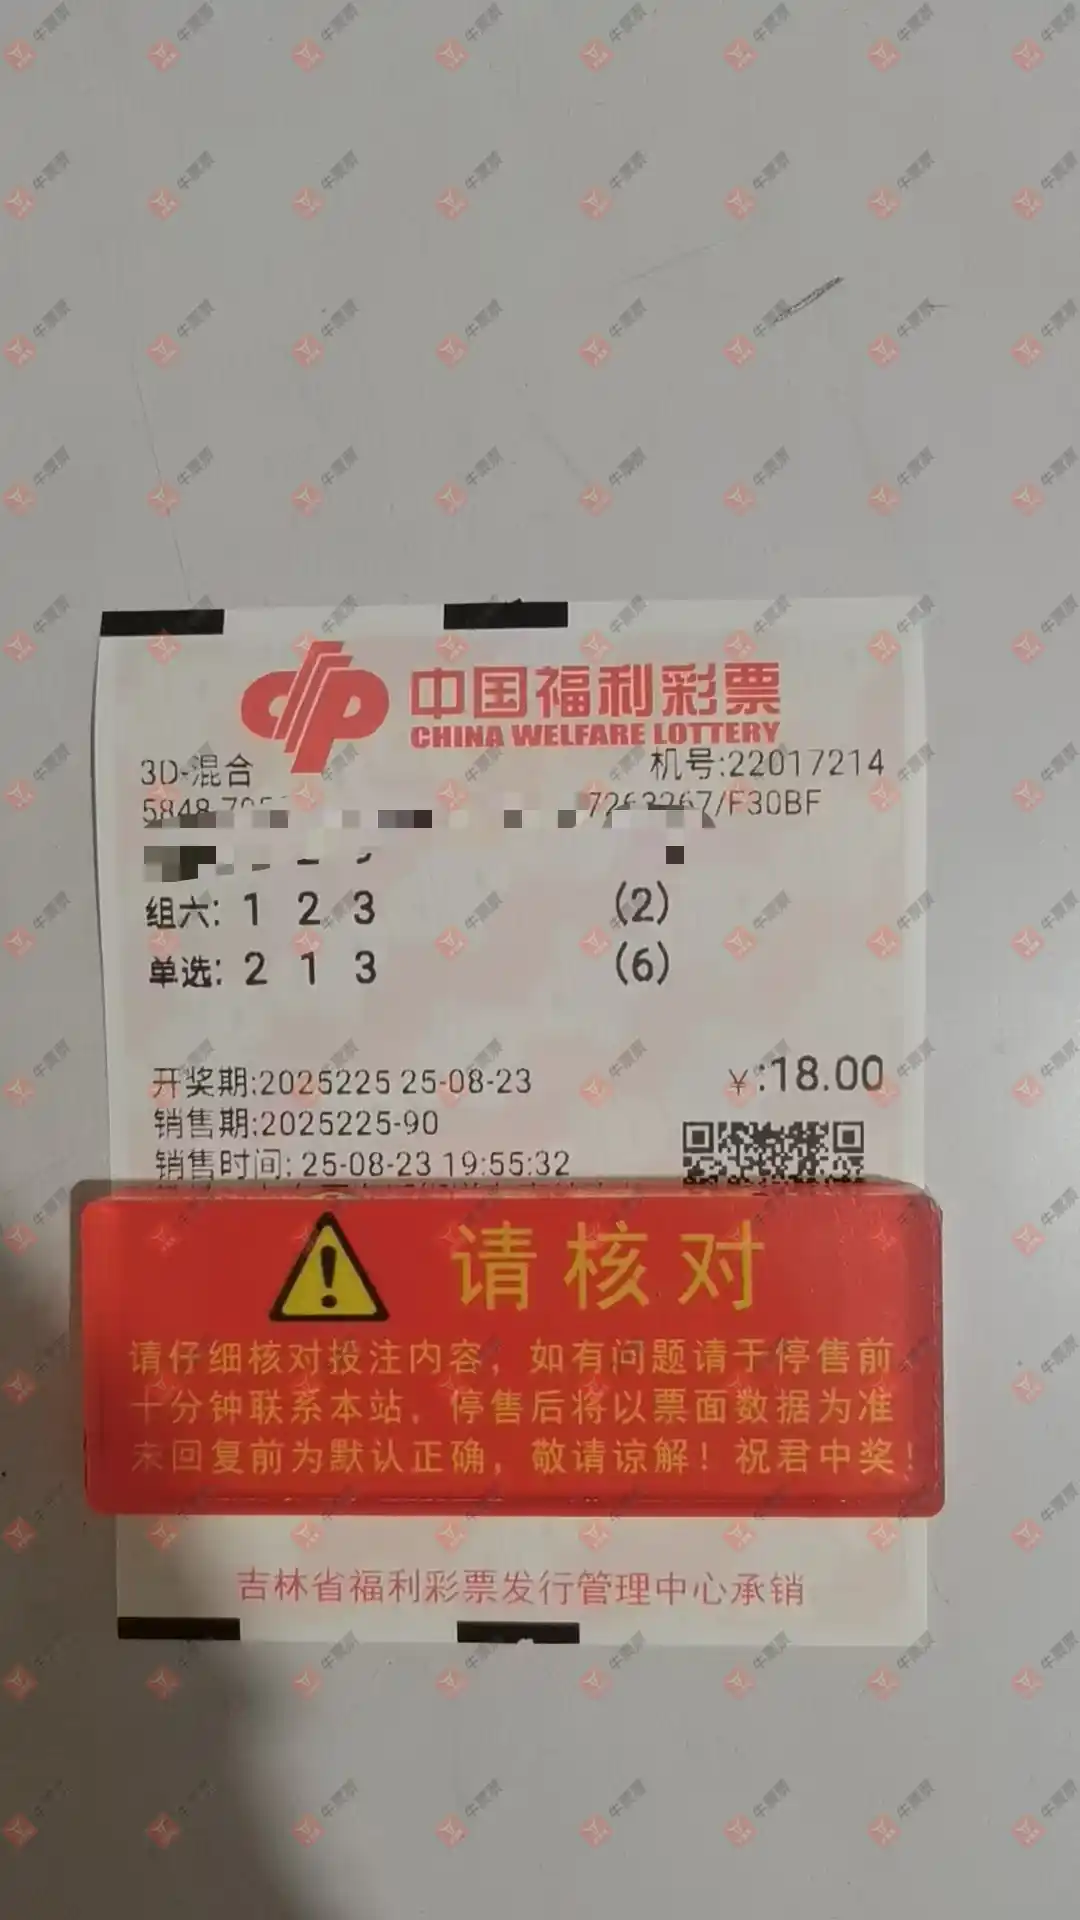 中国福利彩票
CHINA WELFARE LOTTERY
3D-混合 机号:22017214
/F30BF
组六: 1 2 3 (2)
单选: 2 1 3 (6)
开奖期:2025225 25-08-23 ¥:18.00
销售期:2025225-90
销售时间: 25-08-23 19:55:32
请核对
请仔细核对投注内容，如有问题请于停售前
十分钟联系本站，停售后将以票面数据为准
未回复前为默认正确，敬请谅解！祝君中奖！
吉林省福利彩票发行管理中心承销
牛票票